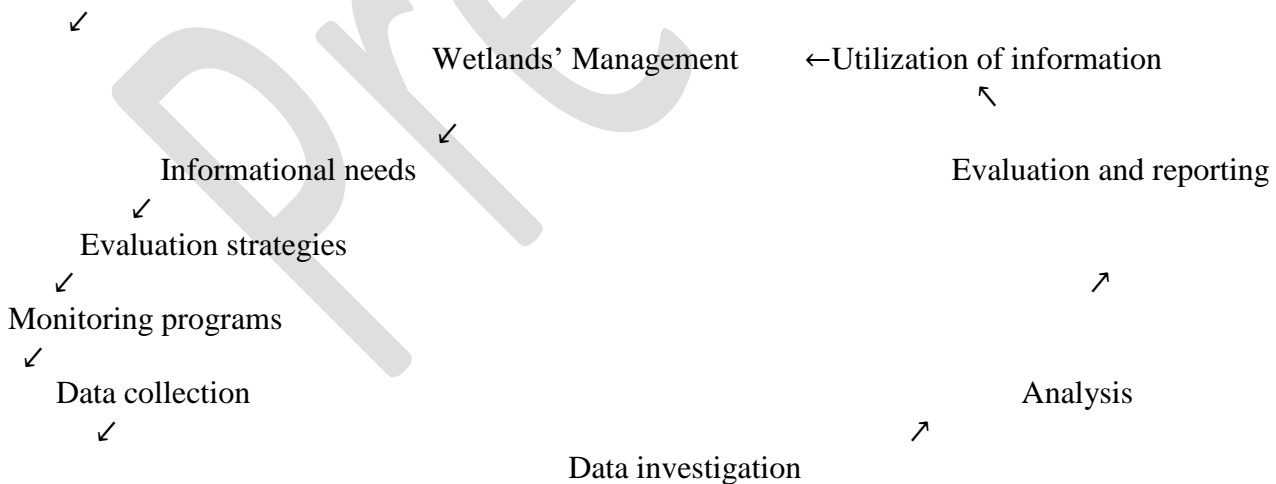 ↙
Wetlands’ Management ←Utilization of information
↖
↙
Informational needs Evaluation and reporting
↙
Evaluation strategies
↙ ↗
Monitoring programs
↙
Data collection Analysis
↙ ↗
Data investigation
Pre